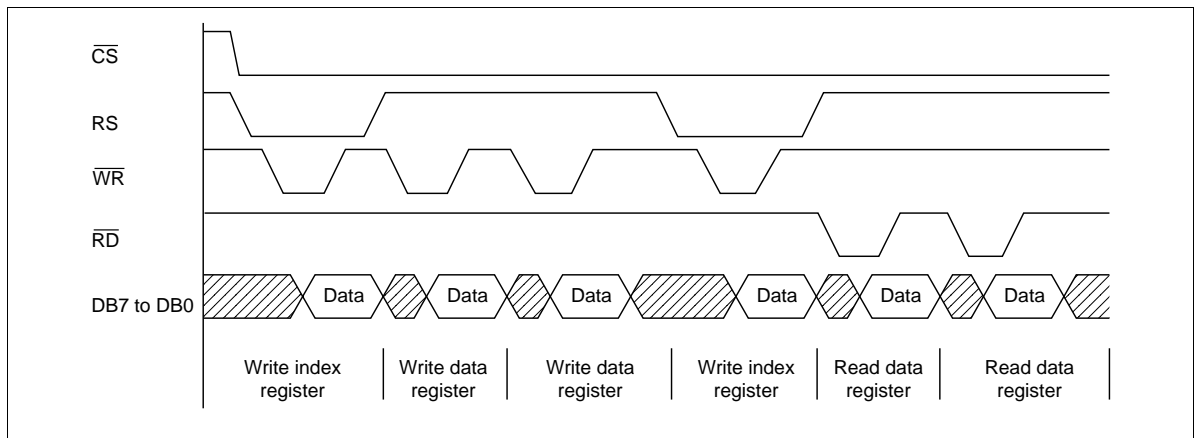 CS
RS
WR
RD
DB7 to DB0
Data
Data
Data
Data
Data
Data
Write index
register
Write data
register
Write data
register
Write index
register
Read data
register
Read data
register